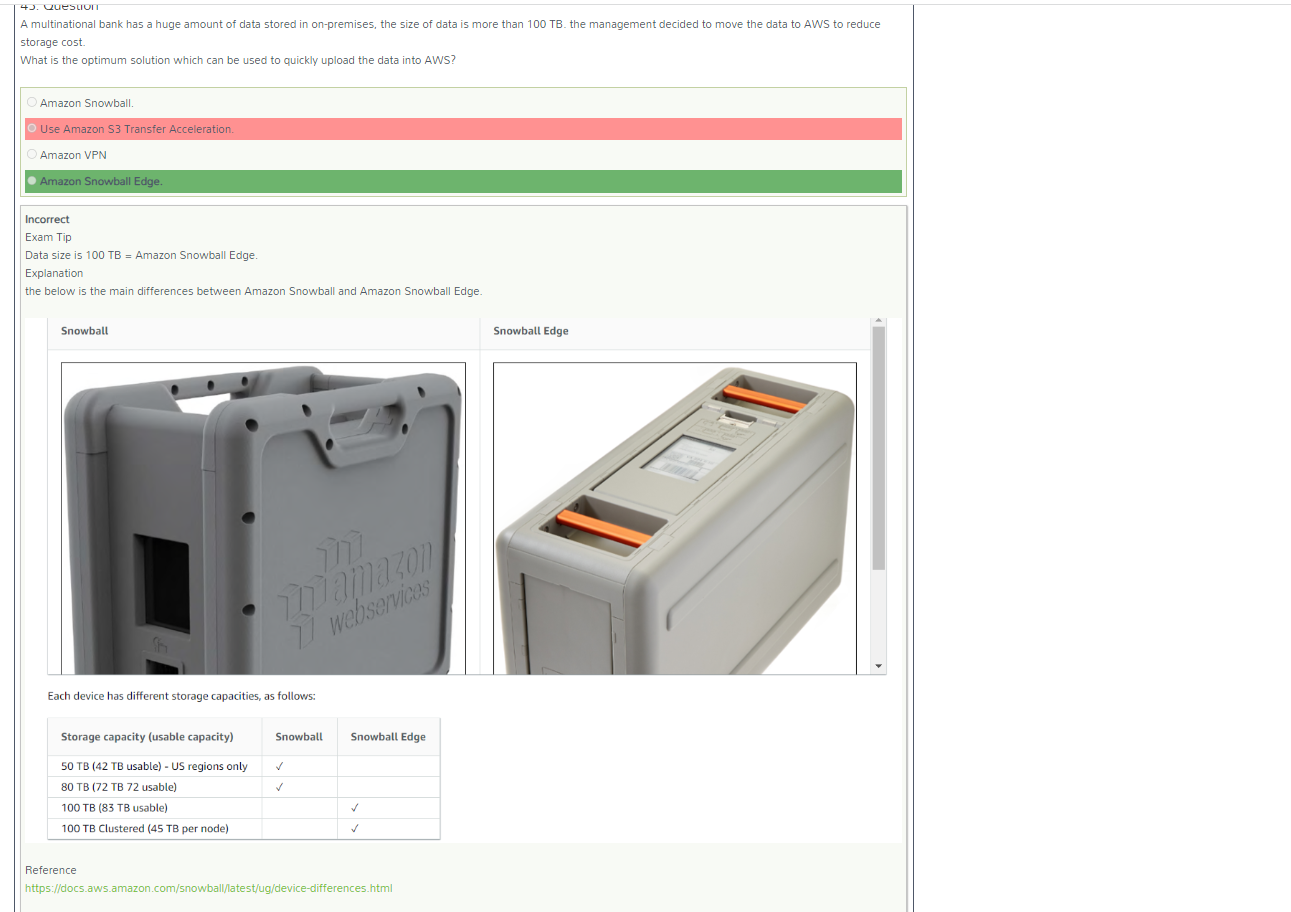 45. Question
A multinational bank has a huge amount of data stored in on-premises, the size of data is more than 100 TB. the management decided to move the data to AWS to reduce
storage cost.
What is the optimum solution which can be used to quickly upload the data into AWS?
Amazon Snowball.
Use Amazon S3 Transfer Acceleration.
Amazon VPN
Amazon Snowball Edge.
Incorrect
Exam Tip
Data size is 100 TB = Amazon Snowball Edge.
Explanation
the below is the main differences between Amazon Snowball and Amazon Snowball Edge.
Snowball Snowball Edge
amazon
webservices
Each device has different storage capacities, as follows:
Storage capacity (usable capacity) Snowball Snowball Edge
50 TB (42 TB usable) - US regions only ✓
80 TB (72 TB 72 usable) ✓
100 TB (83 TB usable) ✓
100 TB Clustered (45 TB per node) ✓
Reference
https://docs.aws.amazon.com/snowball/latest/ug/device-differences.html